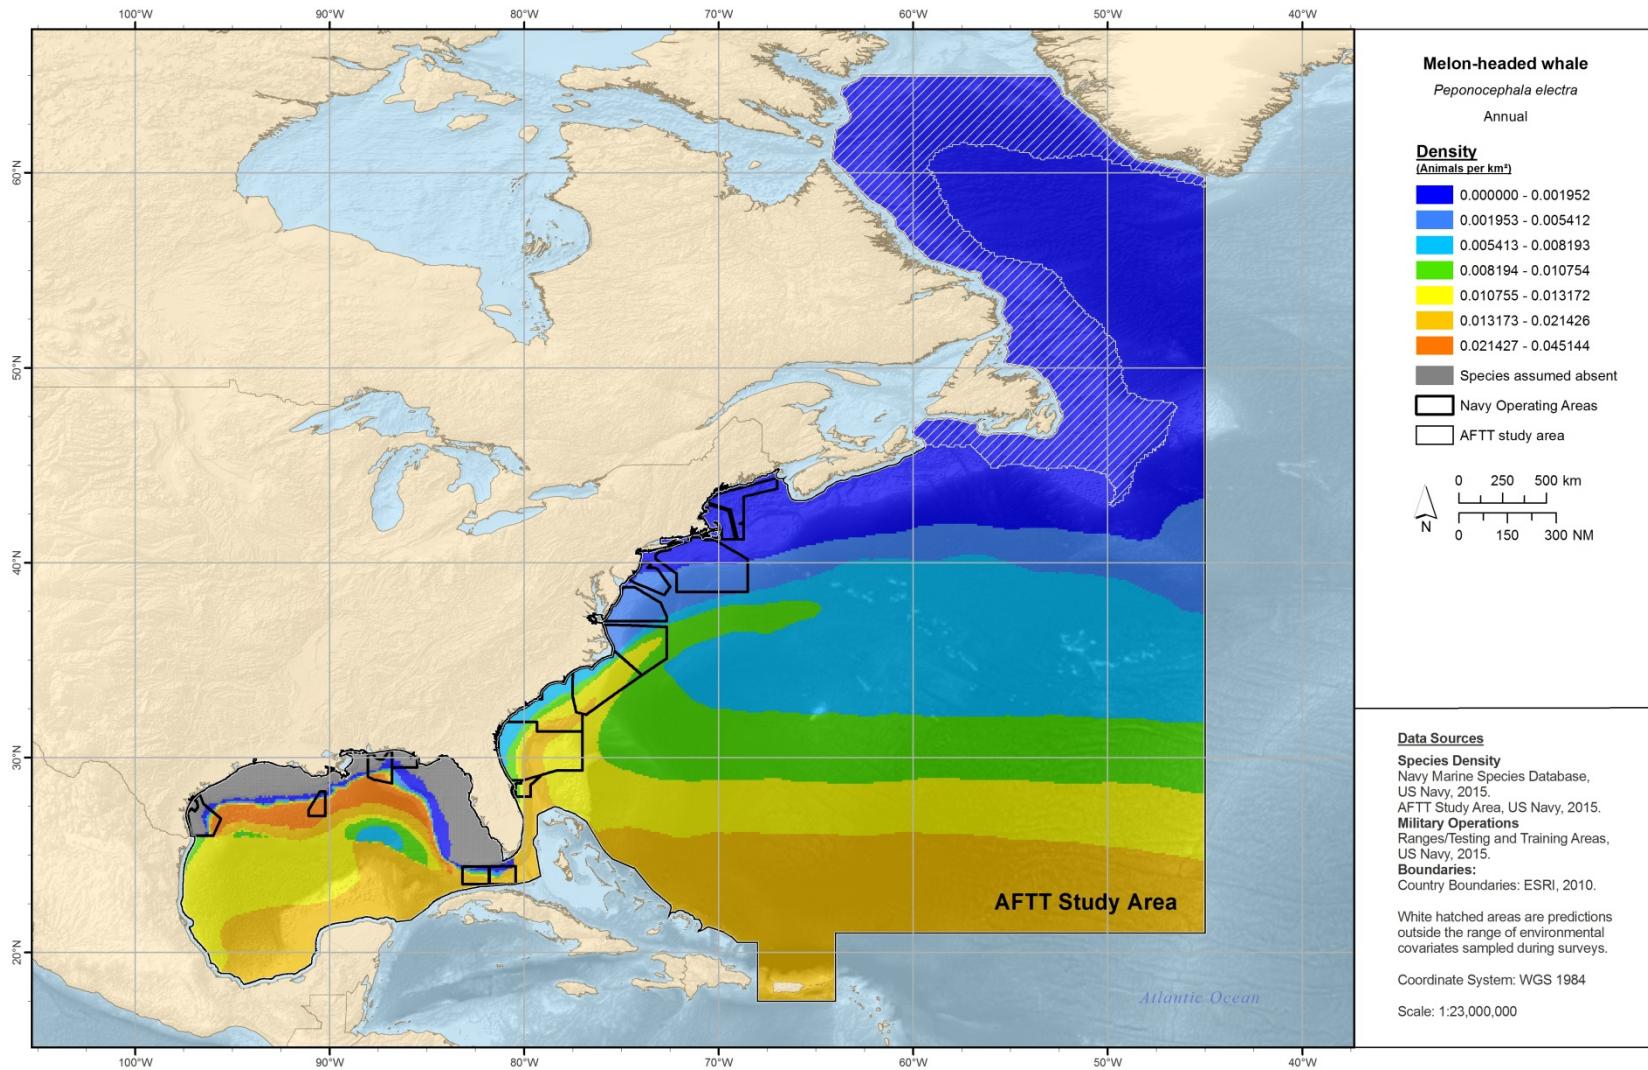 100°W
90°W
80°W
70°W
60°W
50°W
40°W
60°N
50°N
40°N
30°N
20°N
60°N
50°N
40°N
30°N
20°N
AFTT Study Area
Atlantic Ocean
100°W
90°W
80°W
70°W
60°W
50°W
40°W
Melon-headed whale
Peponocephala electra
Annual
Density
(Animals per km²)
0.000000 - 0.001952
0.001953 - 0.005412
0.005413 - 0.008193
0.008194 - 0.010754
0.010755 - 0.013172
0.013173 - 0.021426
0.021427 - 0.045144
Species assumed absent
Navy Operating Areas
AFTT study area
N
0 250 500 km
0 150 300 NM
Data Sources
Species Density
Navy Marine Species Database,
US Navy, 2015.
AFTT Study Area, US Navy, 2015.
Military Operations
Ranges/Testing and Training Areas,
US Navy, 2015.
Boundaries:
Country Boundaries: ESRI, 2010.
White hatched areas are predictions
outside the range of environmental
covariates sampled during surveys.
Coordinate System: WGS 1984
Scale: 1:23,000,000